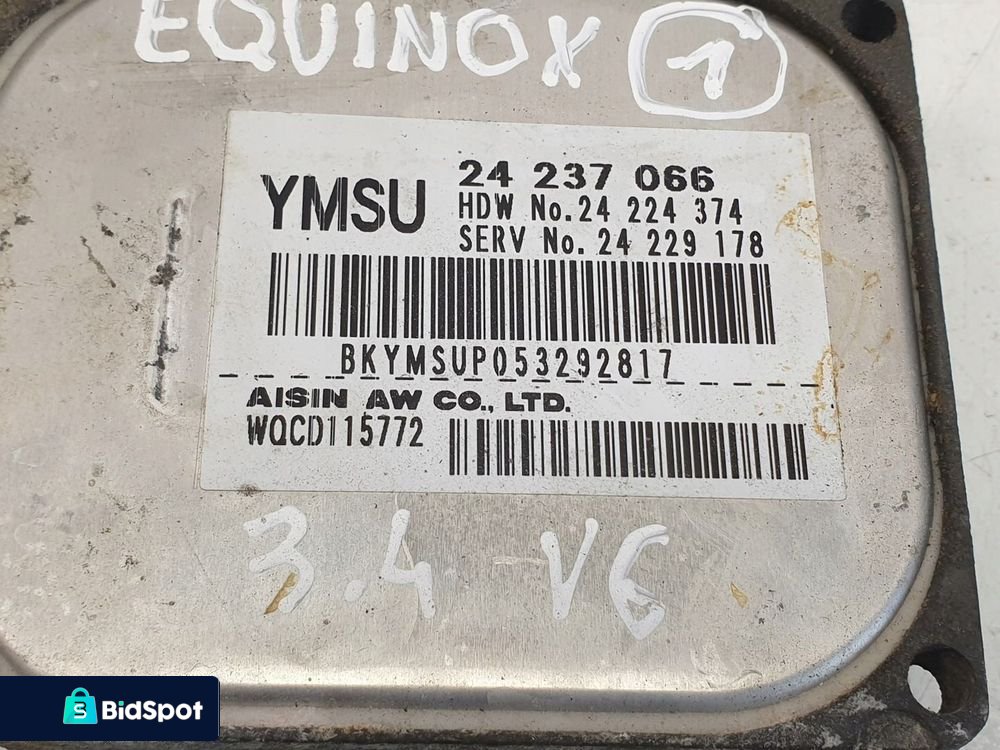 EQUINOX 1
YMSU
24 237 066
HDW No.24 224 374
SERV No. 24 229 178
BKYMSUP053292817
AISIN AW CO., LTD.
WQCD115772
3.4 V6
BidSpot